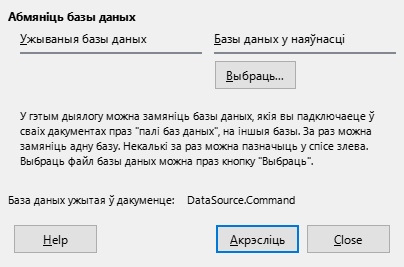 Абмяніць базы даных
Ужываныя базы даных
Базы даных у наяўнасці
Выбраць...
У гэтым дыялогу можна замяніць базы даных, якія вы падключаеце ў
сваіх дакументах праз "палі баз даных", на іншыя базы. За раз можна
замяніць адну базу. Некалькі за раз можна пазначыць у спісе злева.
Выбраць файл базы даных можна праз кнопку "Выбраць".
База даных ужытая ў дакуменце: DataSource.Command
Help
Акрэсліць
Close